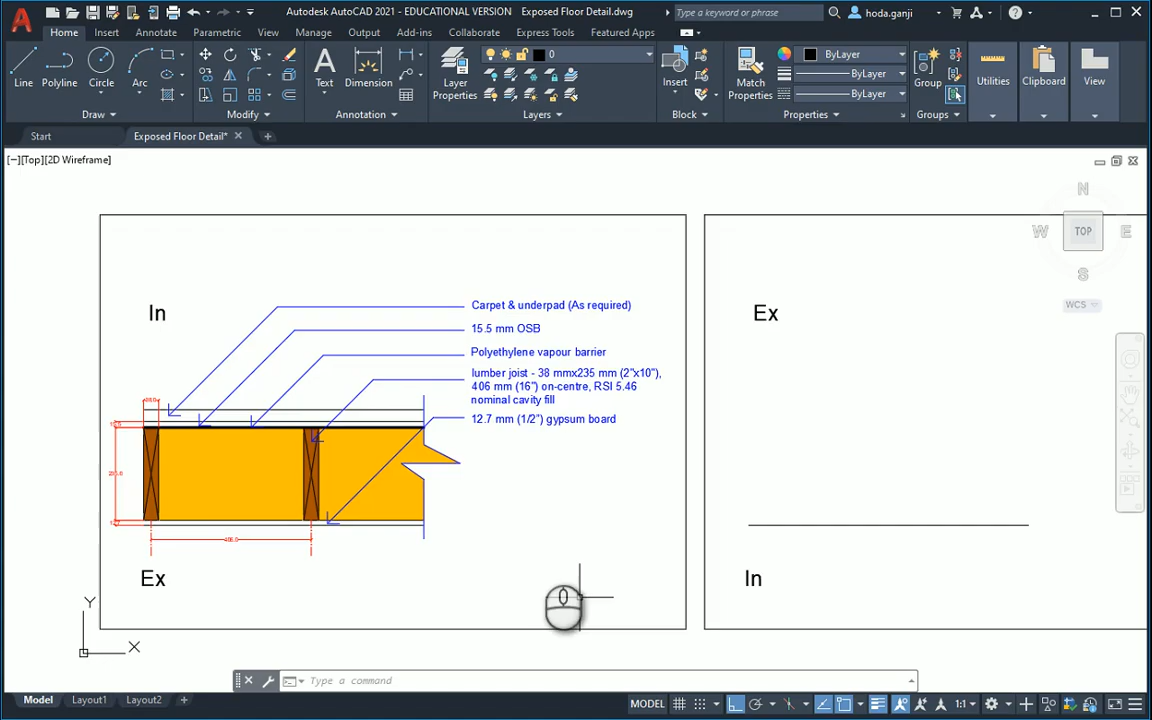 Autodesk AutoCAD 2021 - EDUCATIONAL VERSION Exposed Floor Detail.dwg
Type a keyword or phrase
hoda.ganji
Home Insert Annotate Parametric View Manage Output Add-ins Collaborate Express Tools Featured Apps
Line Polyline Circle Arc Text Dimension Layer Properties 0 Insert Match Properties ByLayer ByLayer ByLayer Group Utilities Clipboard View
Draw Modify Annotation Layers Block Properties Groups
Start Exposed Floor Detail*
[−][Top][2D Wireframe]
N
W TOP E
S
WCS
In
Carpet & underpad (As required)
15.5 mm OSB
Polyethylene vapour barrier
lumber joist - 38 mmx235 mm (2"x10"),
406 mm (16") on-centre, RSI 5.46
nominal cavity fill
12.7 mm (1/2") gypsum board
Ex
Ex
In
Y
X
Type a command
Model Layout1 Layout2
MODEL
1:1